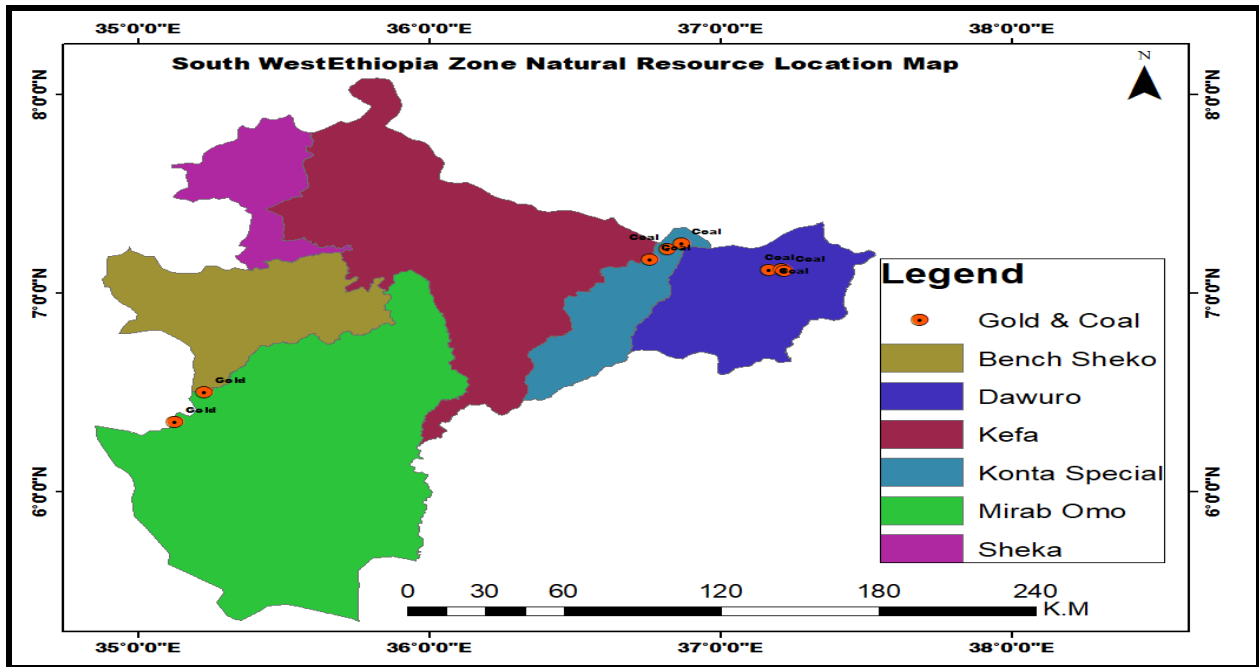 35°0'0"E 36°0'0"E 37°0'0"E 38°0'0"E
South WestEthiopia Zone Natural Resource Location Map
N
8°0'0"N 8°0'0"N
Coal Coal
Coal
Coal Coal
Coal
7°0'0"N 7°0'0"N
Legend
Gold & Coal
Bench Sheko
Dawuro
Kefa
Konta Special
Mirab Omo
Sheka
Gold
Gold
6°0'0"N 6°0'0"N
0 30 60 120 180 240
K.M
35°0'0"E 36°0'0"E 37°0'0"E 38°0'0"E